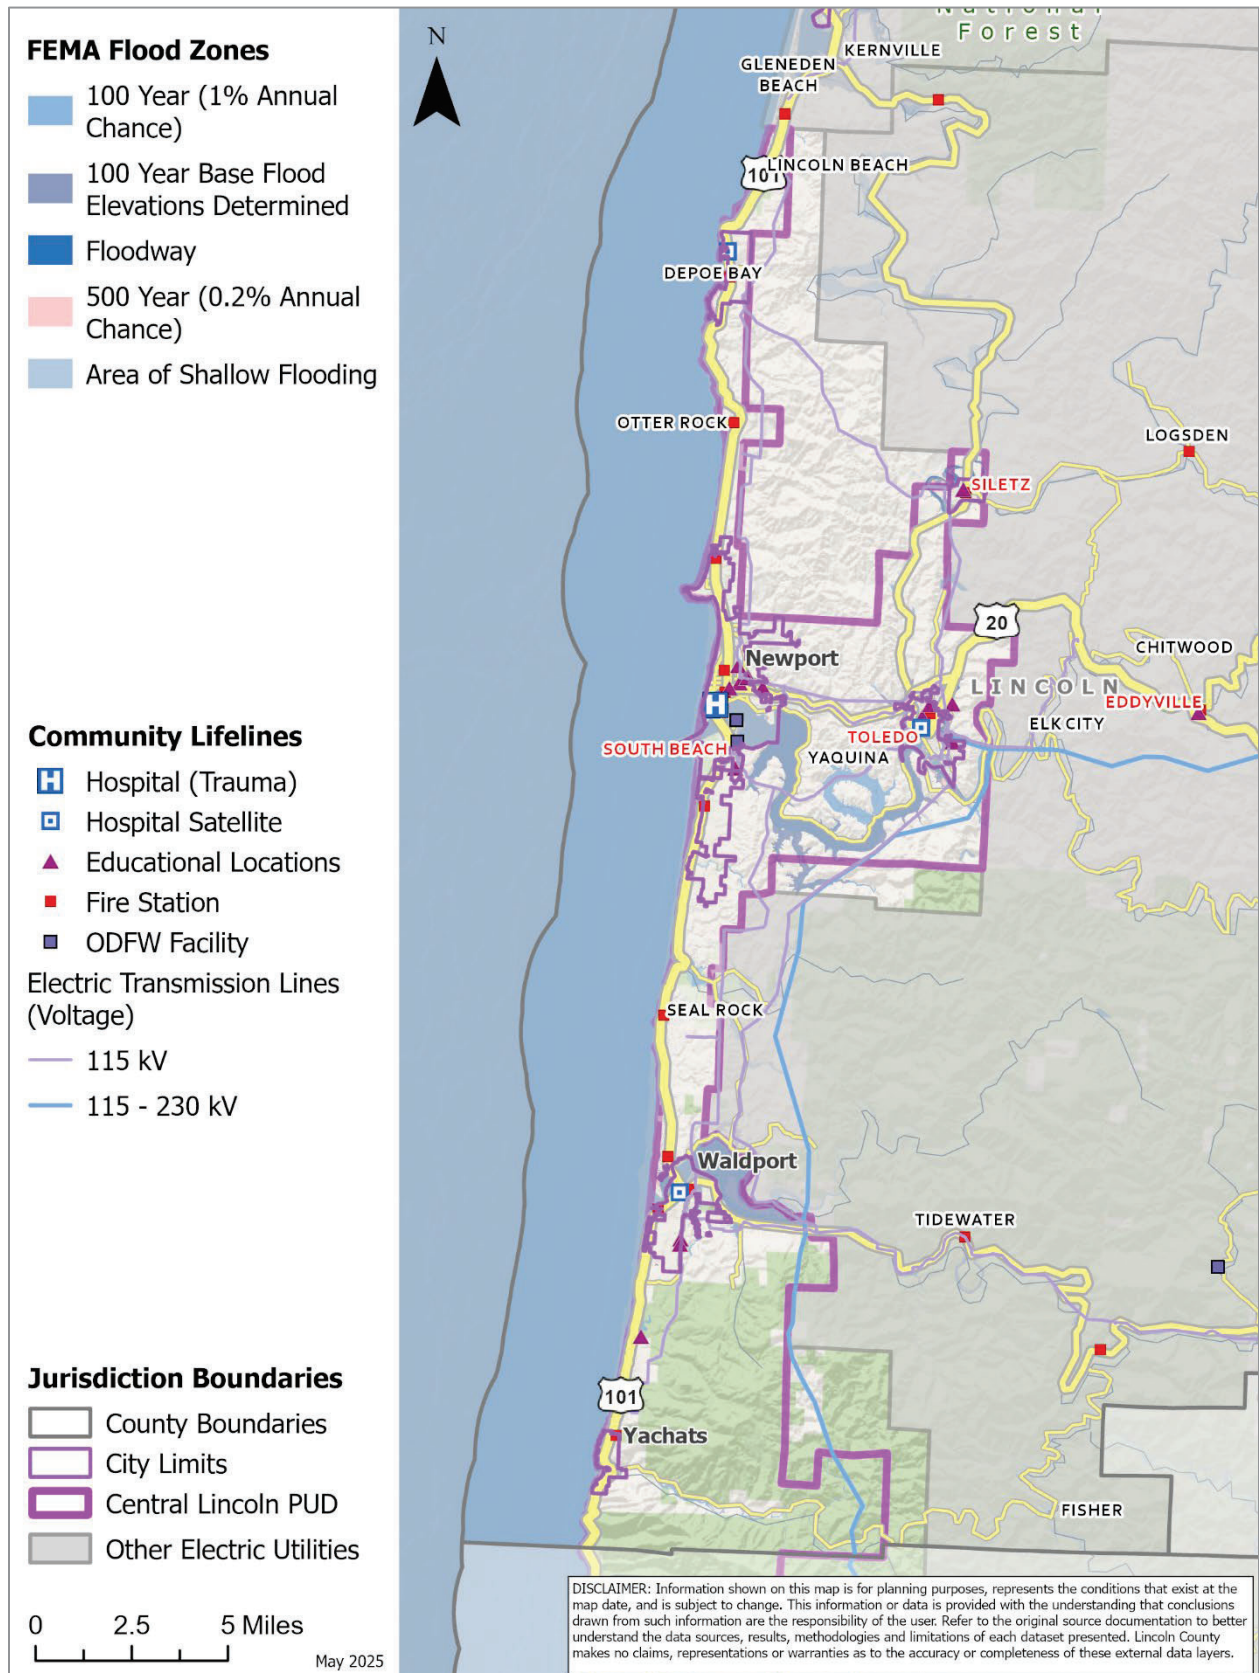 FEMA Flood Zones
100 Year (1% Annual
Chance)
100 Year Base Flood
Elevations Determined
Floodway
500 Year (0.2% Annual
Chance)
Area of Shallow Flooding
Community Lifelines
H Hospital (Trauma)
Hospital Satellite
Educational Locations
Fire Station
ODFW Facility
Electric Transmission Lines
(Voltage)
115 kV
115 - 230 kV
Jurisdiction Boundaries
County Boundaries
City Limits
Central Lincoln PUD
Other Electric Utilities
0 2.5 5 Miles
May 2025
N
National
Forest
KERNVILLE
GLENEDEN
BEACH
LINCOLN BEACH
101
DEPOE BAY
OTTER ROCK
LOGSDEN
SILETZ
20
CHITWOOD
Newport
LINCOLN
EDDYVILLE
H
ELK CITY
TOLEDO
SOUTH BEACH
YAQUINA
SEAL ROCK
Waldport
TIDEWATER
101
Yachats
FISHER
DISCLAIMER: Information shown on this map is for planning purposes, represents the conditions that exist at the
map date, and is subject to change. This information or data is provided with the understanding that conclusions
drawn from such information are the responsibility of the user. Refer to the original source documentation to better
understand the data sources, results, methodologies and limitations of each dataset presented. Lincoln County
makes no claims, representations or warranties as to the accuracy or completeness of these external data layers.